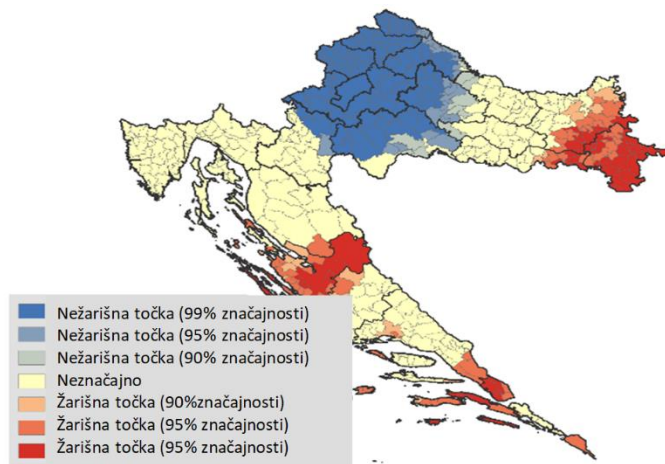 Nežarišna točka (99% značajnosti)
Nežarišna točka (95% značajnosti)
Nežarišna točka (90% značajnosti)
Neznačajno
Žarišna točka (90%značajnosti)
Žarišna točka (95% značajnosti)
Žarišna točka (95% značajnosti)